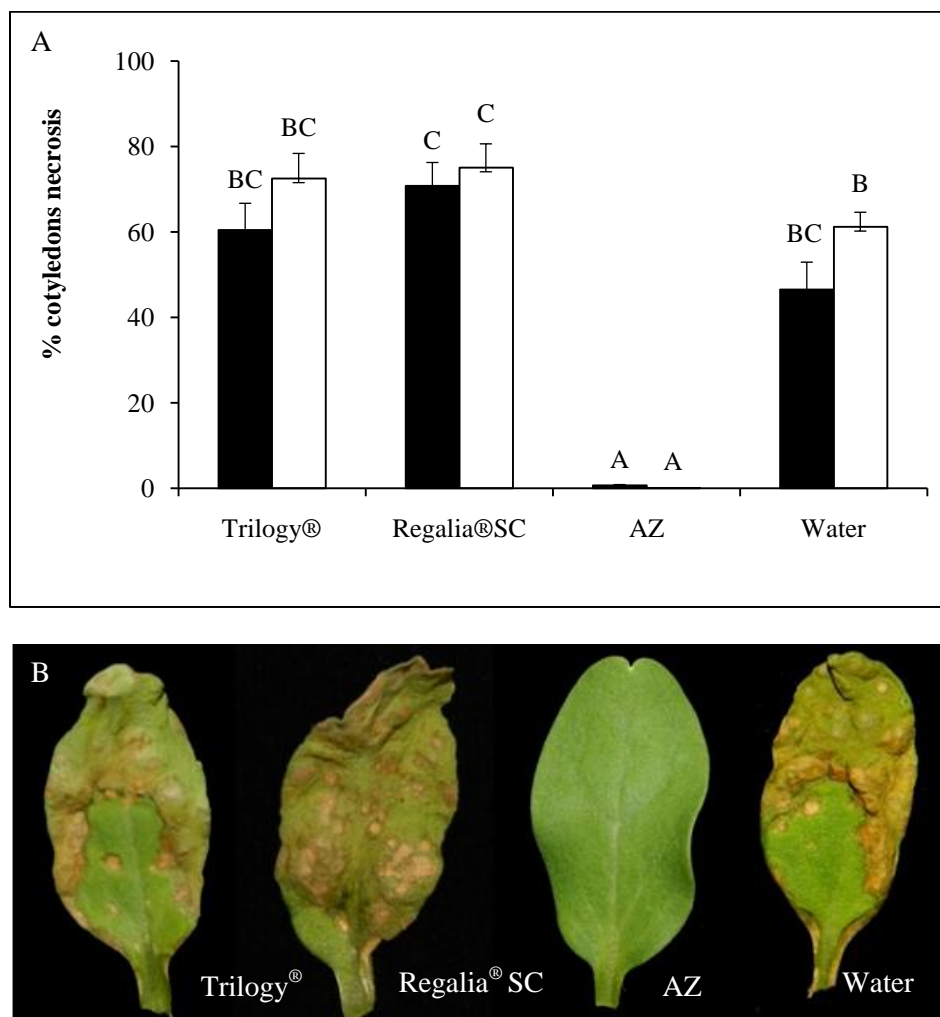 A
% cotyledons necrosis
100
80
60
40
20
0
BC
BC
C
C
A
A
BC
B
Trilogy®
Regalia®SC
AZ
Water
B
Trilogy®
Regalia® SC
AZ
Water